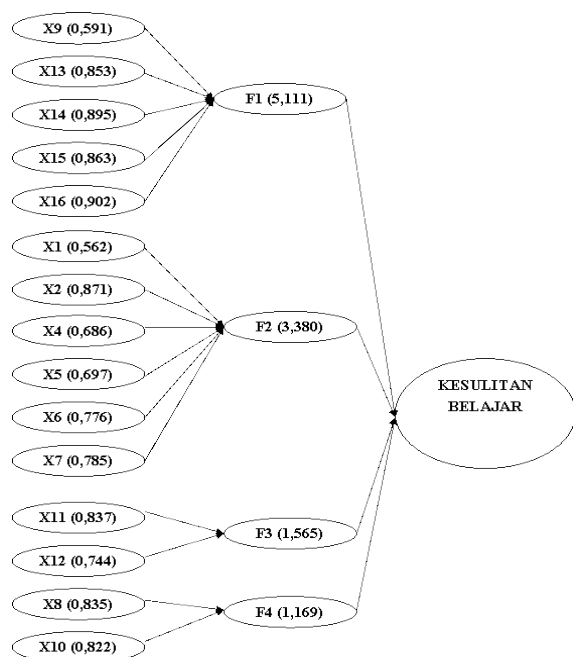 X9 (0,591)
X13 (0,853)
X14 (0,895)
X15 (0,863)
X16 (0,902)
F1 (5,111)
X1 (0,562)
X2 (0,871)
X4 (0,686)
X5 (0,697)
X6 (0,776)
X7 (0,785)
F2 (3,380)
X11 (0,837)
X12 (0,744)
F3 (1,565)
X8 (0,835)
X10 (0,822)
F4 (1,169)
KESULITAN
BELAJAR